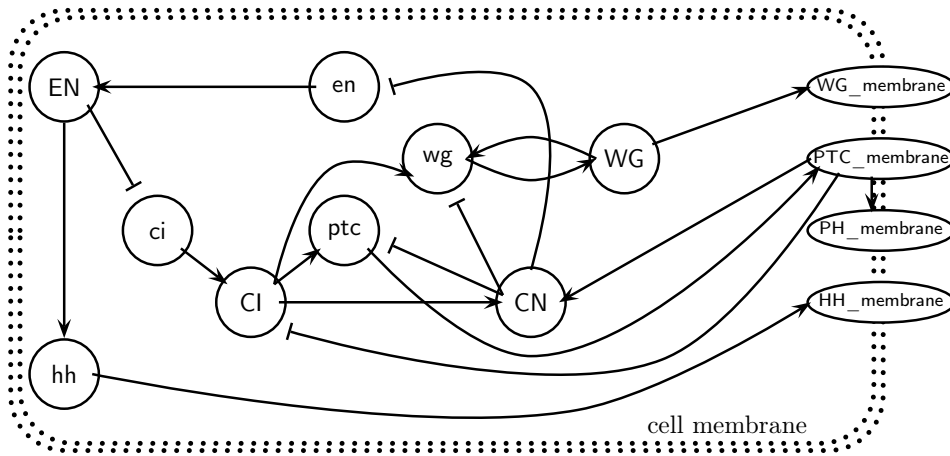 EN
en
WG_membrane
wg
WG
PTC_membrane
ci
ptc
PH_membrane
CI
CN
HH_membrane
hh
cell membrane